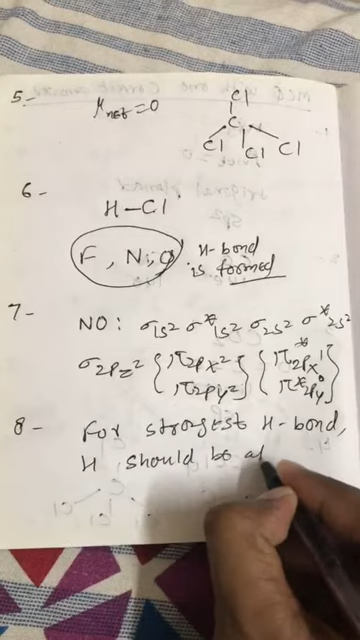 5-
μnet=0
Cl
C
Cl Cl Cl
6-
H-Cl
F, N, O H-bond
is formed
7-
NO: σ1s² σ*1s² σ2s² σ*2s²
σ2pz² {π2px² {π*2px¹
π2py² π*2py⁰
8- For strongest H-bond,
H should be